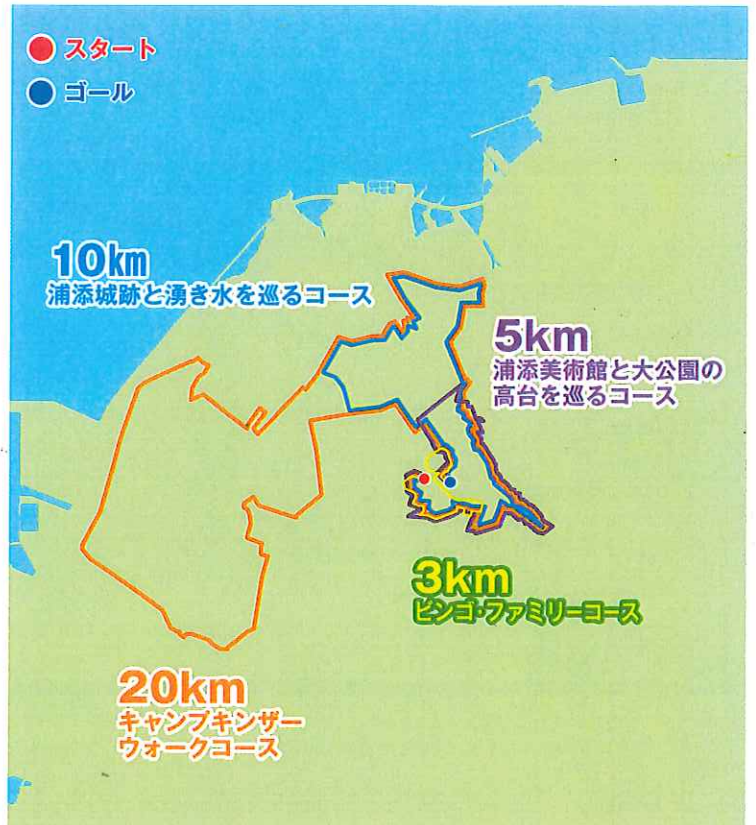 スタート
ゴール
10km
浦添城跡と湧き水を巡るコース
5km
浦添美術館と大公園の
高台を巡るコース
3km
ビンゴ・ファミリーコース
20km
キャンプキンザー
ウォークコース